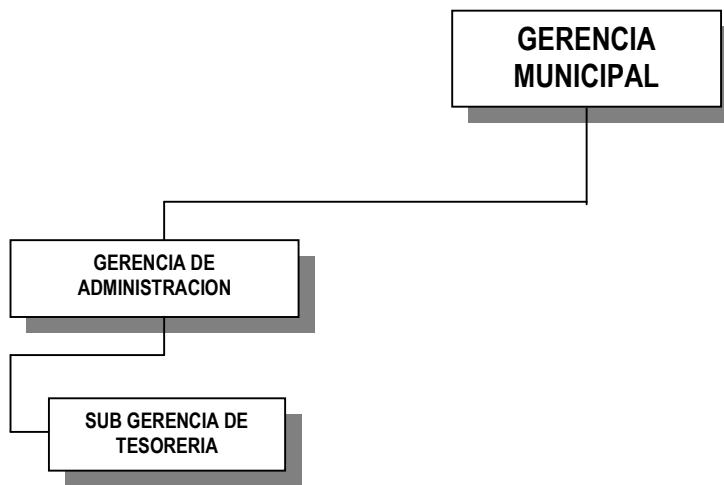 GERENCIA
MUNICIPAL
GERENCIA DE
ADMINISTRACION
SUB GERENCIA DE
TESORERIA